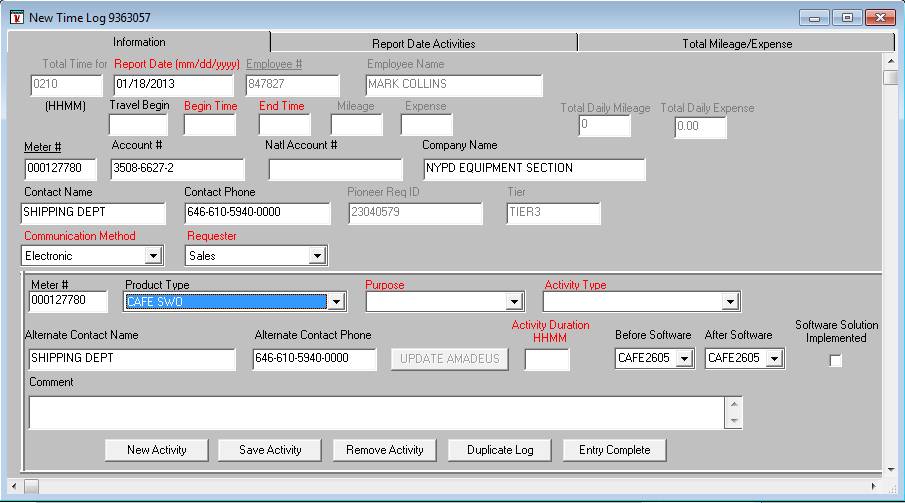 New Time Log 9363057
Information Report Date Activities Total Mileage/Expense
Total Time for Report Date (mm/dd/yyyy) Employee # Employee Name
0210 01/18/2013 847827 MARK COLLINS
(HHMM) Travel Begin Begin Time End Time Mileage Expense Total Daily Mileage Total Daily Expense
0 0.00
Meter # Account # Natl Account # Company Name
000127780 3508-6627-2 NYPD EQUIPMENT SECTION
Contact Name Contact Phone Pioneer Req ID Tier
SHIPPING DEPT 646-610-5940-0000 23040579 TIER3
Communication Method Requester
Electronic Sales
Meter # Product Type Purpose Activity Type
000127780 CAFE SWO
Alternate Contact Name Alternate Contact Phone Activity Duration HHMM Before Software After Software Software Solution Implemented
SHIPPING DEPT 646-610-5940-0000 UPDATE AMADEUS CAFE2605 CAFE2605
Comment
New Activity Save Activity Remove Activity Duplicate Log Entry Complete